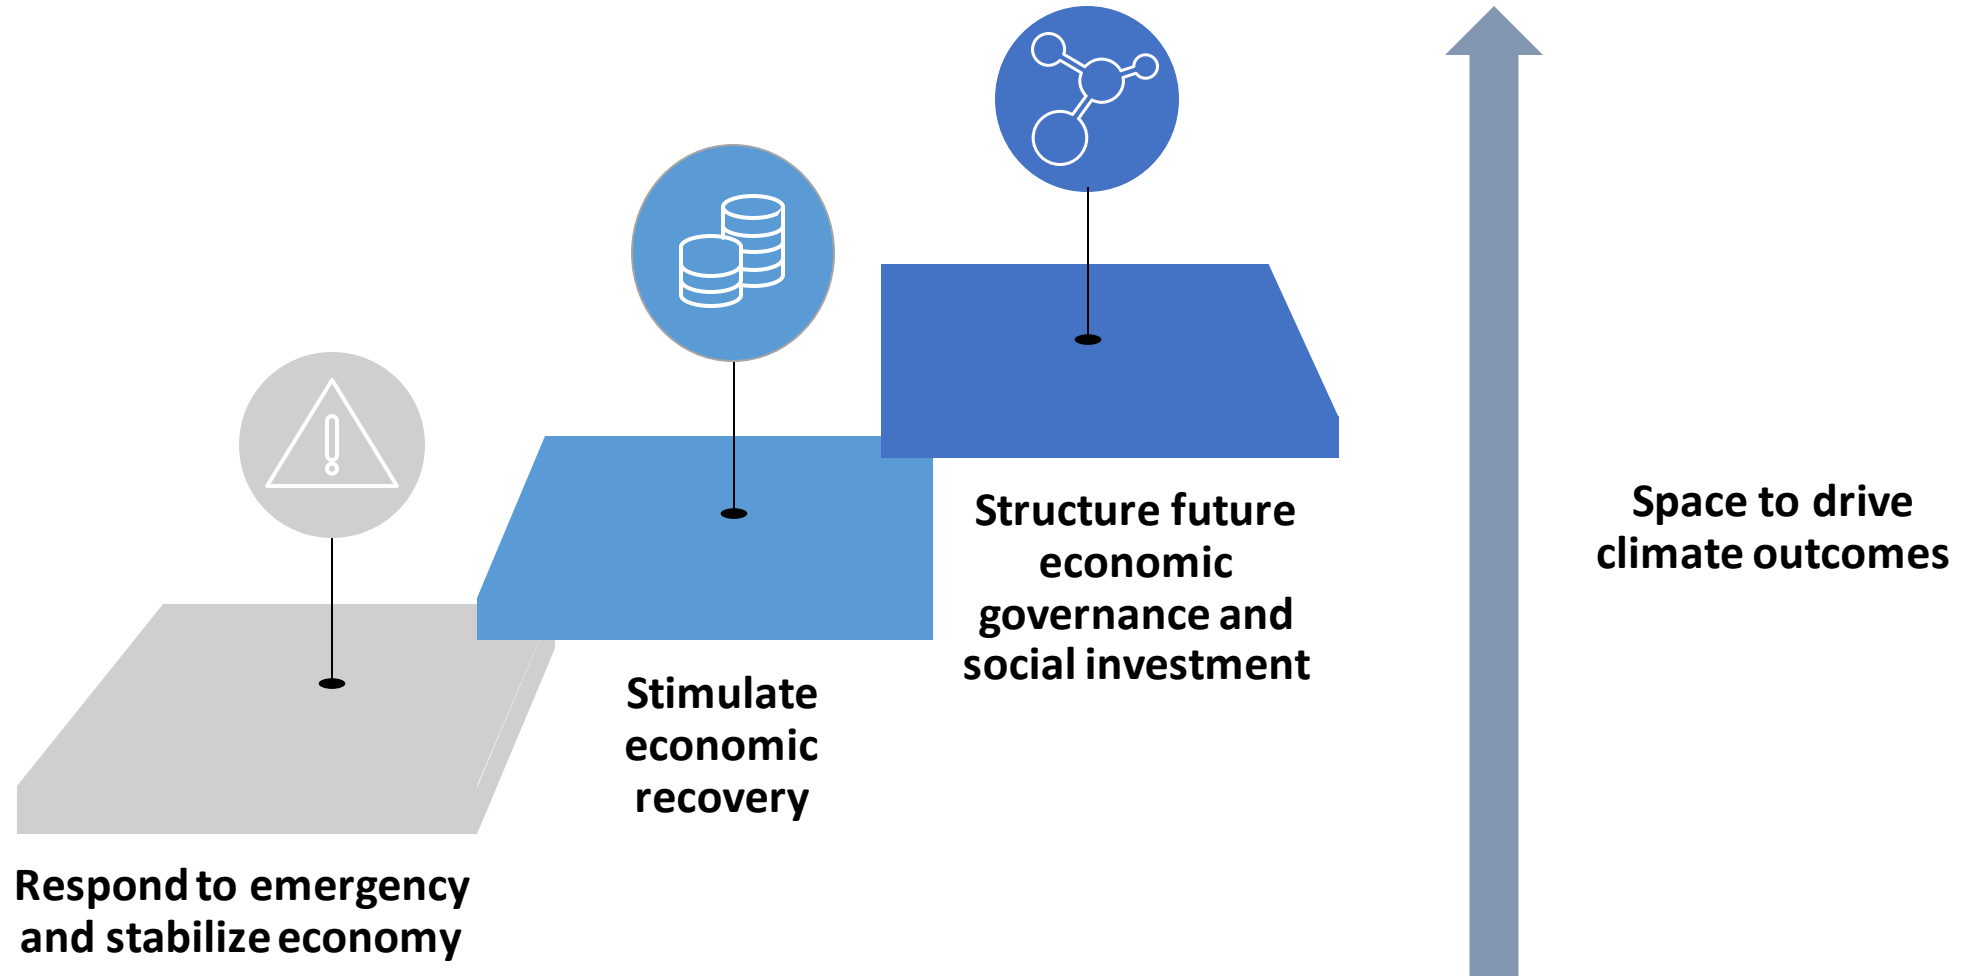 Respond to emergency
and stabilize economy
Stimulate
economic
recovery
Structure future
economic
governance and
social investment
Space to drive
climate outcomes